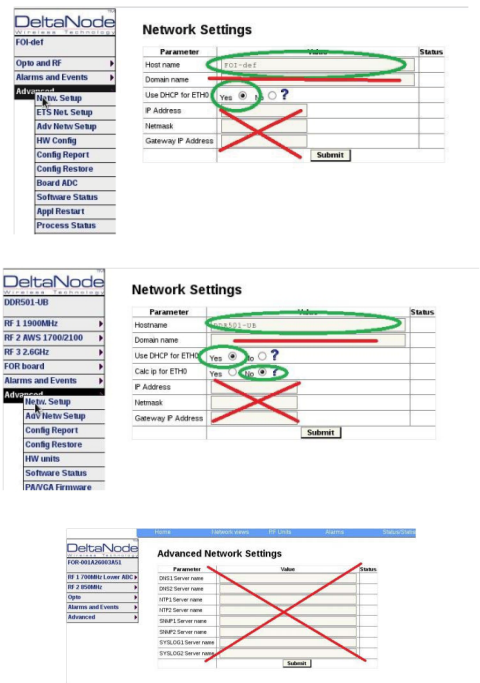 DeltaNode
Wireless Technology
FOI-def
Opto and RF
Alarms and Events
Advanced
Netw. Setup
ETS Net. Setup
Adv Netw Setup
HW Config
Config Report
Config Restore
Board ADC
Software Status
Appl Restart
Process Status
Network Settings
Parameter Value Status
Host name FOI-def
Domain name
Use DHCP for ETH0 Yes No ?
IP Address
Netmask
Gateway IP Address
Submit
DeltaNode
Wireless Technology
DDR501-UB
RF 1 1900MHz
RF 2 AWS 1700/2100
RF 3 2.6GHz
FOR board
Alarms and Events
Advanced
Netw. Setup
Adv Netw Setup
Config Report
Config Restore
HW units
Software Status
PA/VGA Firmware
Network Settings
Parameter Value Status
Hostname DDR501-UB
Domain name
Use DHCP for ETH0 Yes No ?
Calc ip for ETH0 Yes No ?
IP Address
Netmask
Gateway IP Address
Submit
Home Network views RF Units Alarms
DeltaNode
Wireless Technology
FOR-001A26003A51
RF 1 700MHz Lower ABC
RF 2 850MHz
Opto
Alarms and Events
Advanced
Advanced Network Settings
Parameter Value Status
DNS1 Server name
DNS2 Server name
NTP1 Server name
NTP2 Server name
SNMP1 Server name
SNMP2 Server name
SYSLOG1 Server name
SYSLOG2 Server name
Submit